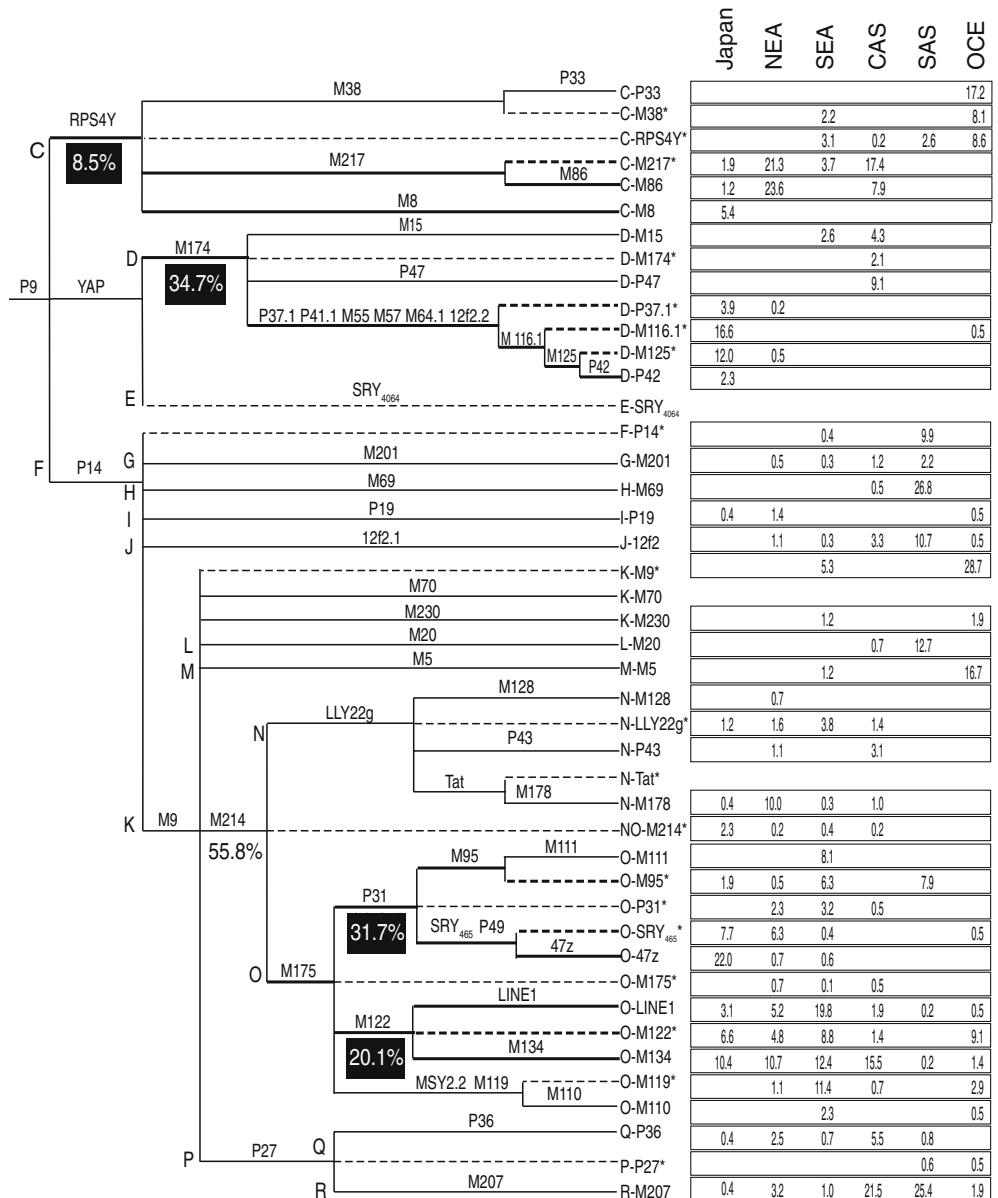 Japan NEA SEA CAS SAS OCE
P33
M38 C-P33 17.2
C-M38* 2.2 8.1
RPS4Y
C C-RPS4Y* 3.1 0.2 2.6 8.6
8.5% M217 C-M217* 1.9 21.3 3.7 17.4
M86 C-M86 1.2 23.6 7.9
M8 C-M8 5.4
M15 D-M15 2.6 4.3
D M174 D-M174* 2.1
34.7% P47 D-P47 9.1
P9 YAP
P37.1 P41.1 M55 M57 M64.1 12f2.2 D-P37.1* 3.9 0.2
M 116.1 D-M116.1* 16.6 0.5
M125 D-M125* 12.0 0.5
P42 D-P42 2.3
E SRY4064 E-SRY4064
F-P14* 0.4 9.9
F P14 G M201 G-M201 0.5 0.3 1.2 2.2
H M69 H-M69 0.5 26.8
I P19 I-P19 0.4 1.4 0.5
J 12f2.1 J-12f2 1.1 0.3 3.3 10.7 0.5
K-M9* 5.3 28.7
M70 K-M70
M230 K-M230 1.2 1.9
L M20 L-M20 0.7 12.7
M M5 M-M5 1.2 16.7
M128 N-M128 0.7
N LLY22g N-LLY22g* 1.2 1.6 3.8 1.4
P43 N-P43 1.1 3.1
Tat N-Tat*
M178 N-M178 0.4 10.0 0.3 1.0
K M9 M214 NO-M214* 2.3 0.2 0.4 0.2
55.8%
M95 M111 O-M111 8.1
O-M95* 1.9 0.5 6.3 7.9
P31 O-P31* 2.3 3.2 0.5
31.7% SRY465 P49 O-SRY465* 7.7 6.3 0.4 0.5
47z O-47z 22.0 0.7 0.6
O M175 O-M175* 0.7 0.1 0.5
LINE1 O-LINE1 3.1 5.2 19.8 1.9 0.2 0.5
M122 O-M122* 6.6 4.8 8.8 1.4 9.1
20.1% M134 O-M134 10.4 10.7 12.4 15.5 0.2 1.4
MSY2.2 M119 O-M119* 1.1 11.4 0.7 2.9
M110 O-M110 2.3 0.5
P36 Q-P36 0.4 2.5 0.7 5.5 0.8
P P27 Q P-P27* 0.6 0.5
R M207 R-M207 0.4 3.2 1.0 21.5 25.4 1.9